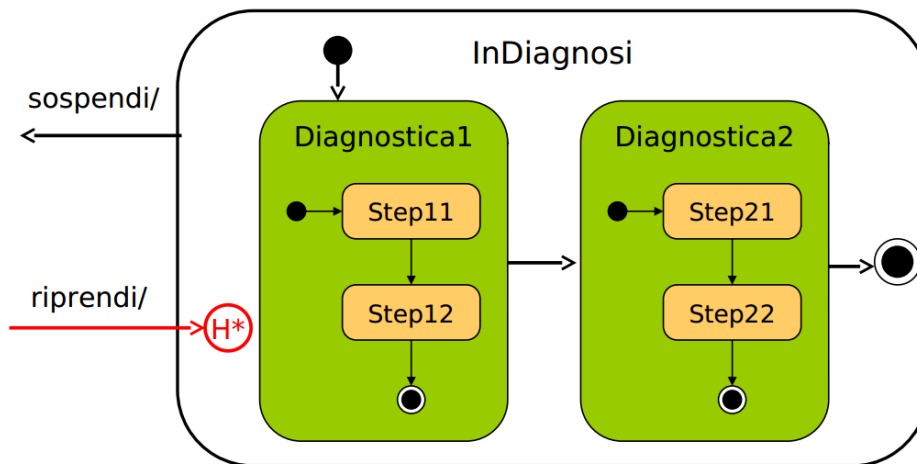 InDiagnosi
sospendi/
Diagnostica1
Diagnostica2
Step11
Step21
riprendi/
H*
Step12
Step22